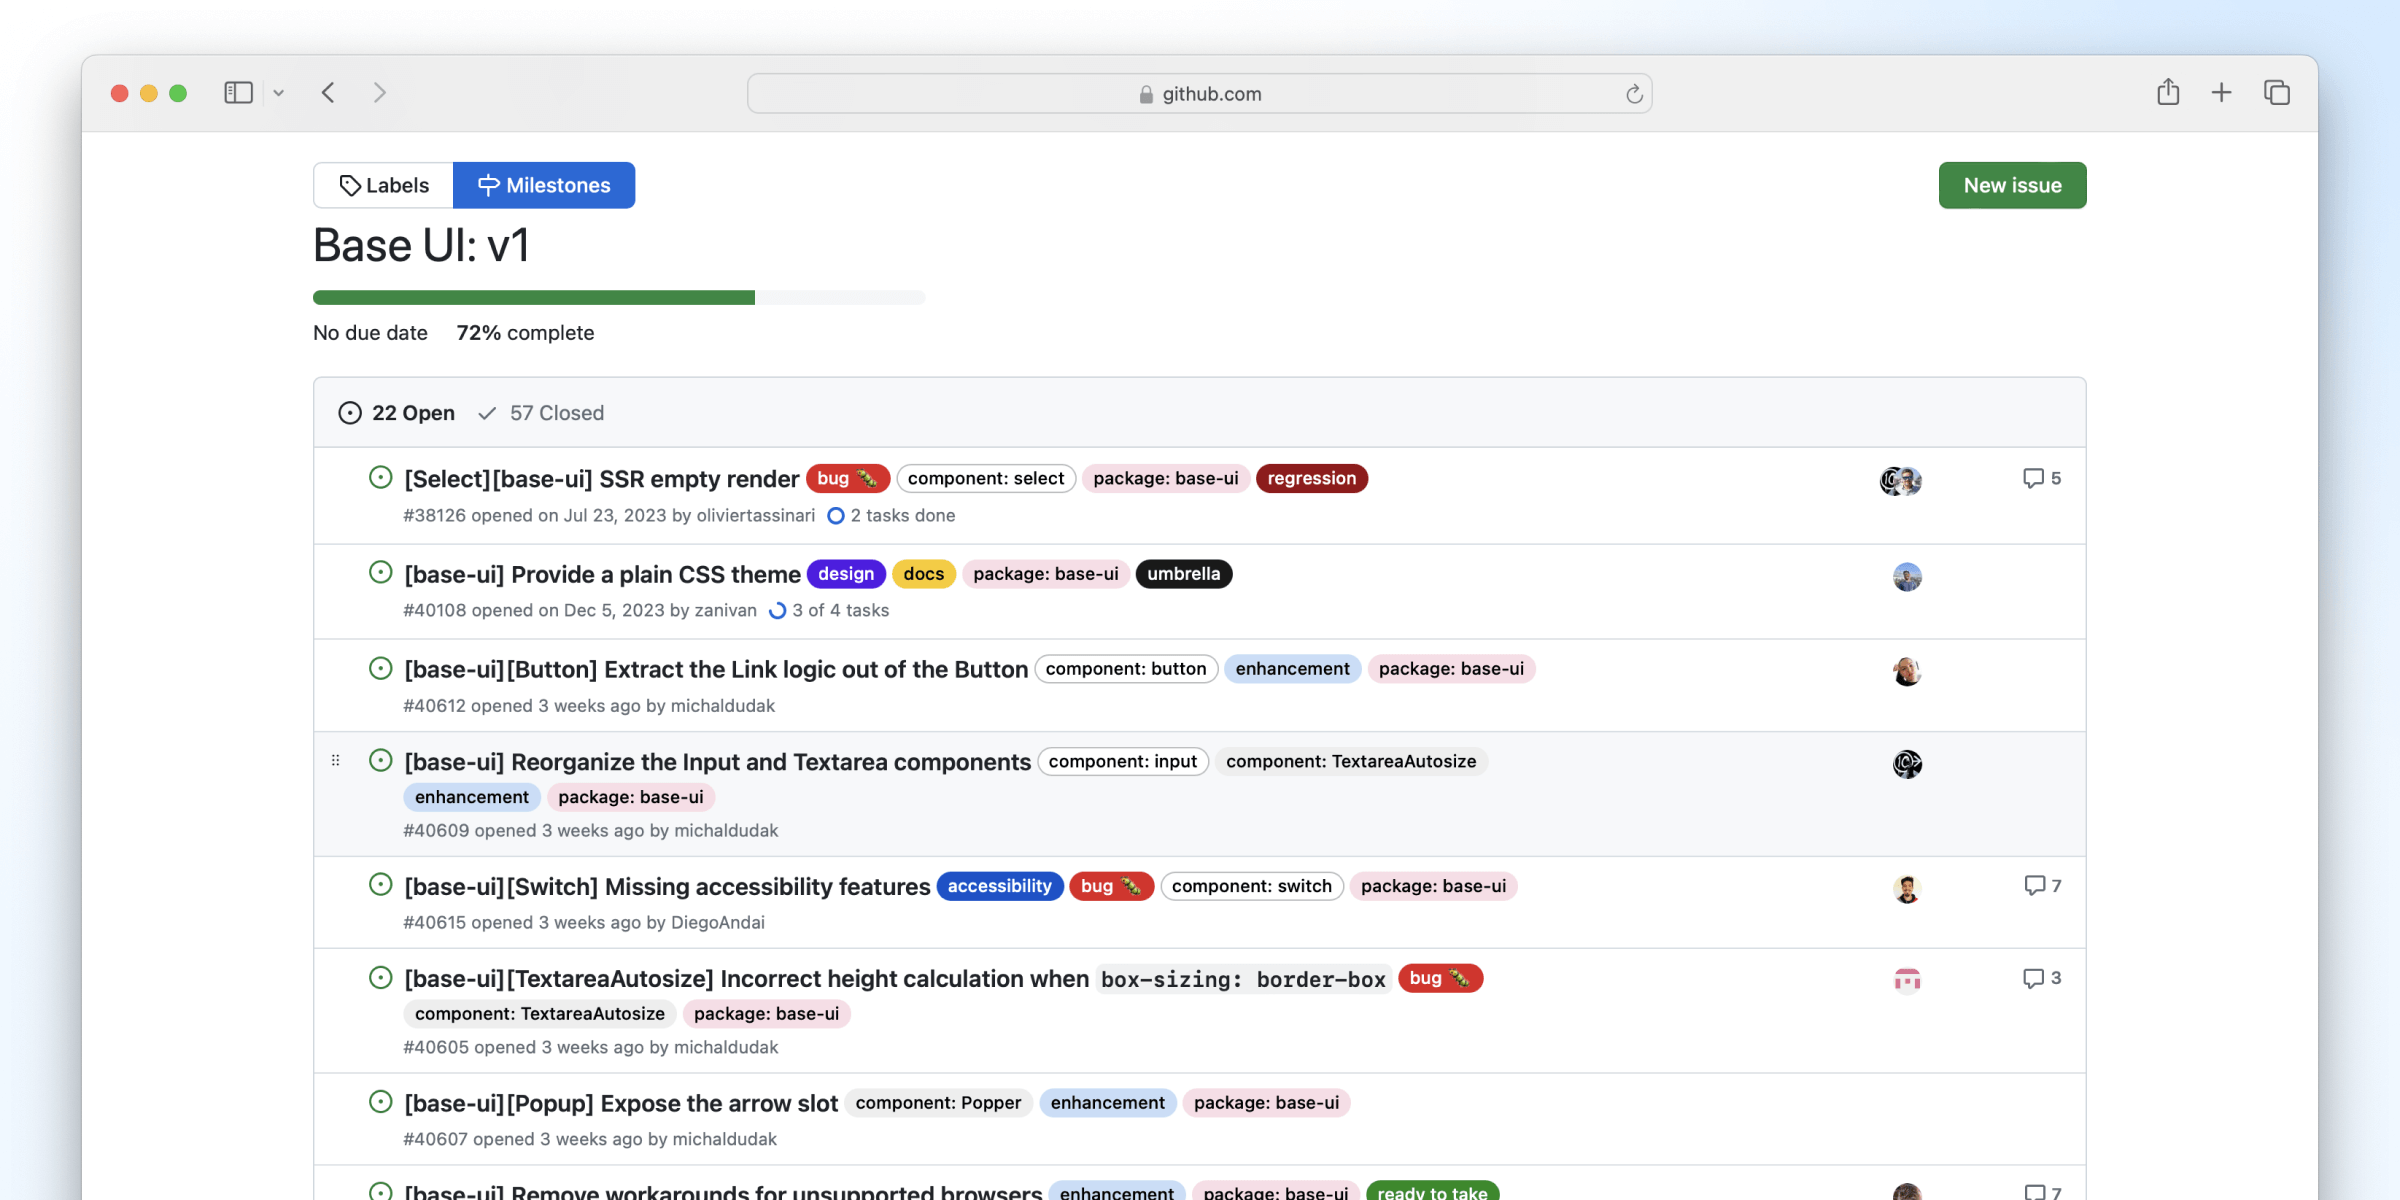 github.com
Labels Milestones New issue
Base UI: v1
No due date 72% complete
22 Open 57 Closed
[Select][base-ui] SSR empty render bug 🐛 component: select package: base-ui regression 5
#38126 opened on Jul 23, 2023 by oliviertassinari 2 tasks done
[base-ui] Provide a plain CSS theme design docs package: base-ui umbrella
#40108 opened on Dec 5, 2023 by zanivan 3 of 4 tasks
[base-ui][Button] Extract the Link logic out of the Button component: button enhancement package: base-ui
#40612 opened 3 weeks ago by michaldudak
[base-ui] Reorganize the Input and Textarea components component: input component: TextareaAutosize
enhancement package: base-ui
#40609 opened 3 weeks ago by michaldudak
[base-ui][Switch] Missing accessibility features accessibility bug 🐛 component: switch package: base-ui 7
#40615 opened 3 weeks ago by DiegoAndai
[base-ui][TextareaAutosize] Incorrect height calculation when box-sizing: border-box bug 🐛 3
component: TextareaAutosize package: base-ui
#40605 opened 3 weeks ago by michaldudak
[base-ui][Popup] Expose the arrow slot component: Popper enhancement package: base-ui
#40607 opened 3 weeks ago by michaldudak
[base-ui] Remove workarounds for unsupported browsers enhancement package: base-ui ready to take 7